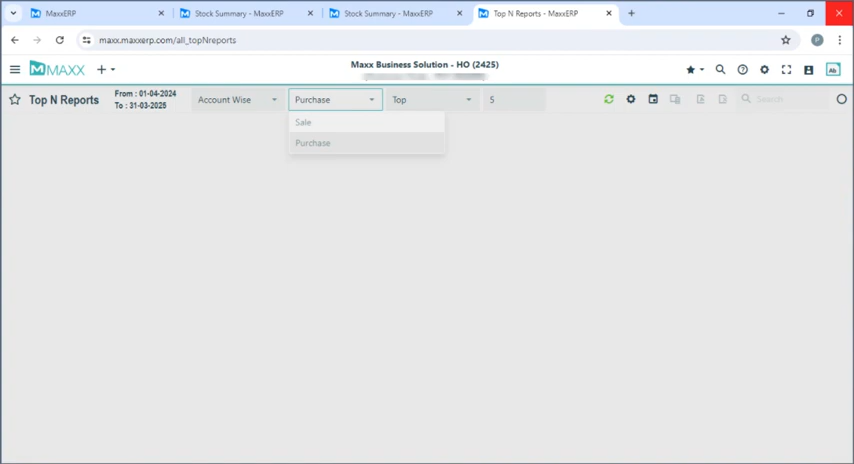 MaxxERP
Stock Summary - MaxxERP
Stock Summary - MaxxERP
Top N Reports - MaxxERP
maxx.maxxerp.com/all_topNreports
P
MAXX
Maxx Business Solution - HO (2425)
Ab
Top N Reports
From : 01-04-2024
To : 31-03-2025
Account Wise
Purchase
Top
5
Search
Sale
Purchase